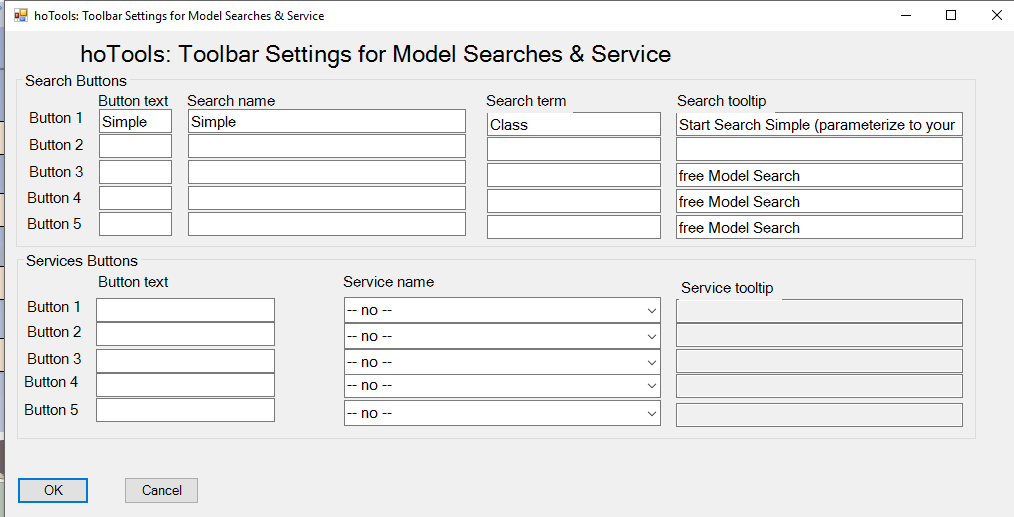 hoTools: Toolbar Settings for Model Searches & Service
hoTools: Toolbar Settings for Model Searches & Service
Search Buttons
Button text Search name Search term Search tooltip
Button 1 Simple Simple Class Start Search Simple (parameterize to your
Button 2
Button 3 free Model Search
Button 4 free Model Search
Button 5 free Model Search
Services Buttons
Button text Service name Service tooltip
Button 1 -- no --
Button 2 -- no --
Button 3 -- no --
Button 4 -- no --
Button 5 -- no --
OK Cancel